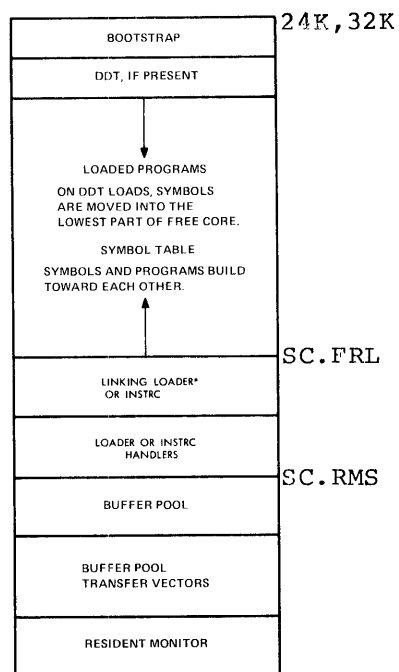 24K,32K
BOOTSTRAP
DDT, IF PRESENT
LOADED PROGRAMS
ON DDT LOADS, SYMBOLS
ARE MOVED INTO THE
LOWEST PART OF FREE CORE.
SYMBOL TABLE
SYMBOLS AND PROGRAMS BUILD
TOWARD EACH OTHER.
SC.FRL
LINKING LOADER*
OR INSTRC
LOADER OR INSTRC
HANDLERS
SC.RMS
BUFFER POOL
BUFFER POOL
TRANSFER VECTORS
RESIDENT MONITOR